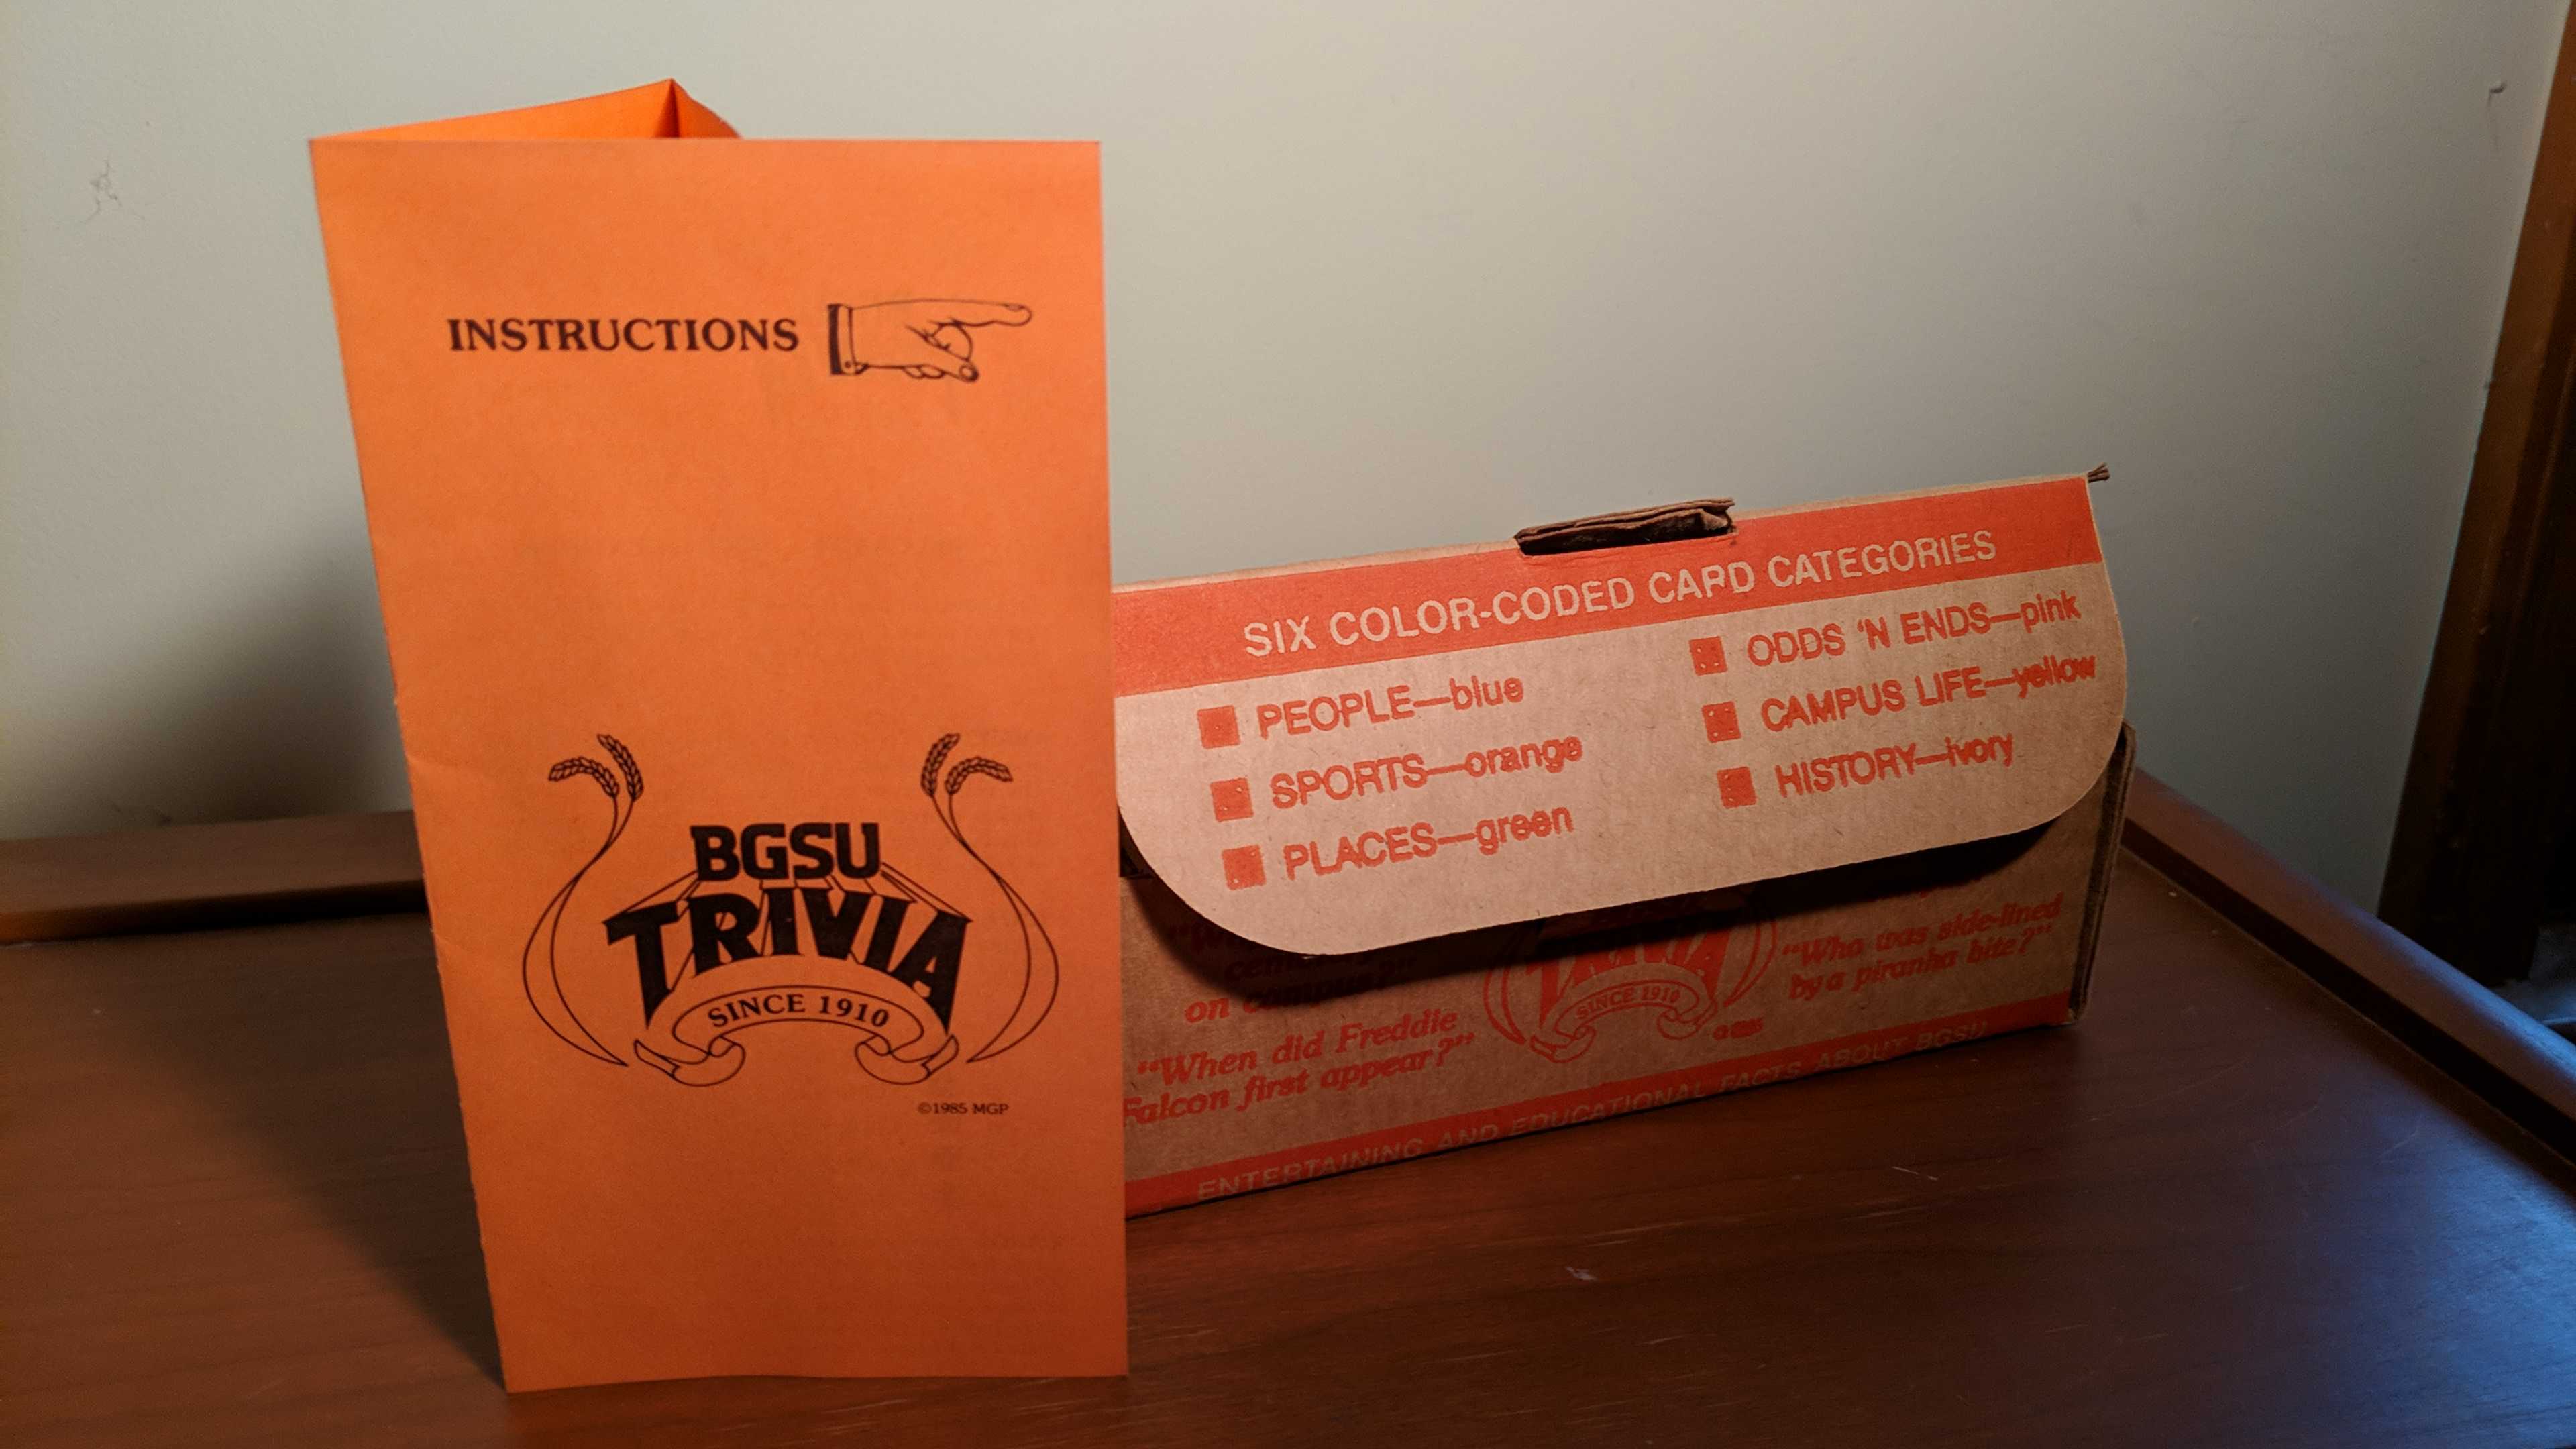 INSTRUCTIONS
BGSU
TRIVIA
SINCE 1910
©1985 MGP
SIX COLOR-CODED CARD CATEGORIES
PEOPLE—blue
SPORTS—orange
PLACES—green
ODDS 'N ENDS—pink
CAMPUS LIFE—yellow
HISTORY—ivory
on campus?"
"When did Freddie
Falcon first appear?"
TRIVIA
SINCE 1910
"Who was side-lined
by a piranha bite?"
ENTERTAINING AND EDUCATIONAL FACTS ABOUT BGSU